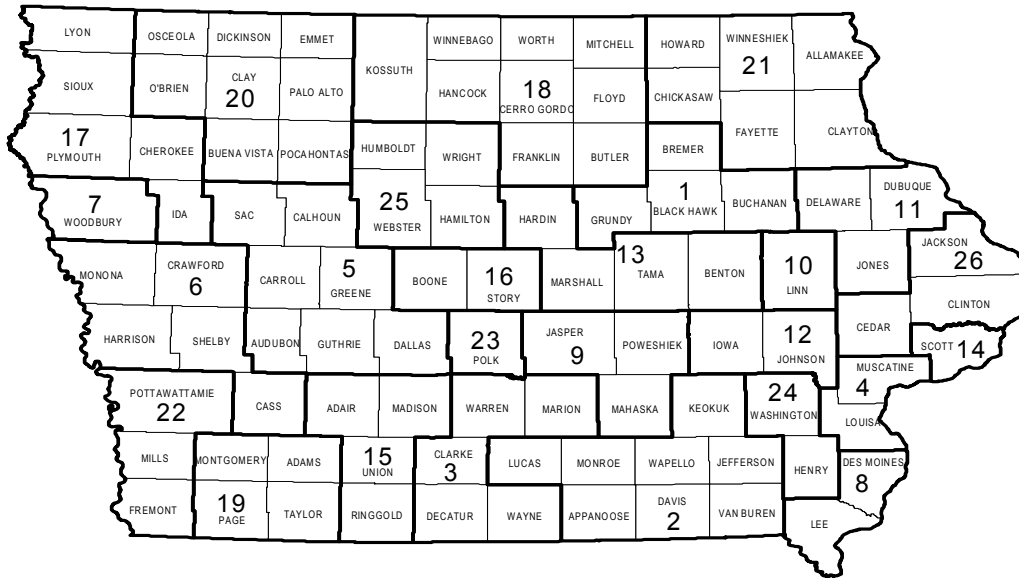 LYON
OSCEOLA
DICKINSON
EMMET
KOSSUTH
WINNEBAGO
WORTH
MITCHELL
HOWARD
WINNESHIEK
21
ALLAMAKEE
SIOUX
O'BRIEN
CLAY
20
PALO ALTO
HANCOCK
18
CERRO GORDO
FLOYD
CHICKASAW
17
PLYMOUTH
CHEROKEE
BUENA VISTA
POCAHONTAS
HUMBOLDT
WRIGHT
FRANKLIN
BUTLER
BREMER
FAYETTE
CLAYTON
7
WOODBURY
IDA
SAC
CALHOUN
25
WEBSTER
HAMILTON
HARDIN
GRUNDY
1
BLACK HAWK
BUCHANAN
DELAWARE
DUBUQUE
11
MONONA
CRAWFORD
6
CARROLL
5
GREENE
BOONE
16
STORY
MARSHALL
13
TAMA
BENTON
10
LINN
JONES
JACKSON
26
CLINTON
HARRISON
SHELBY
AUDUBON
GUTHRIE
DALLAS
23
POLK
JASPER
9
POWESHIEK
IOWA
12
JOHNSON
CEDAR
SCOTT 14
MUSCATINE
4
POTTAWATTAMIE
22
CASS
ADAIR
MADISON
WARREN
MARION
MAHASKA
KEOKUK
24
WASHINGTON
LOUISA
MILLS
MONTGOMERY
ADAMS
15
UNION
CLARKE
3
LUCAS
MONROE
WAPELLO
JEFFERSON
HENRY
DES MOINES
8
FREMONT
19
PAGE
TAYLOR
RINGGOLD
DECATUR
WAYNE
APPANOOSE
DAVIS
2
VAN BUREN
LEE